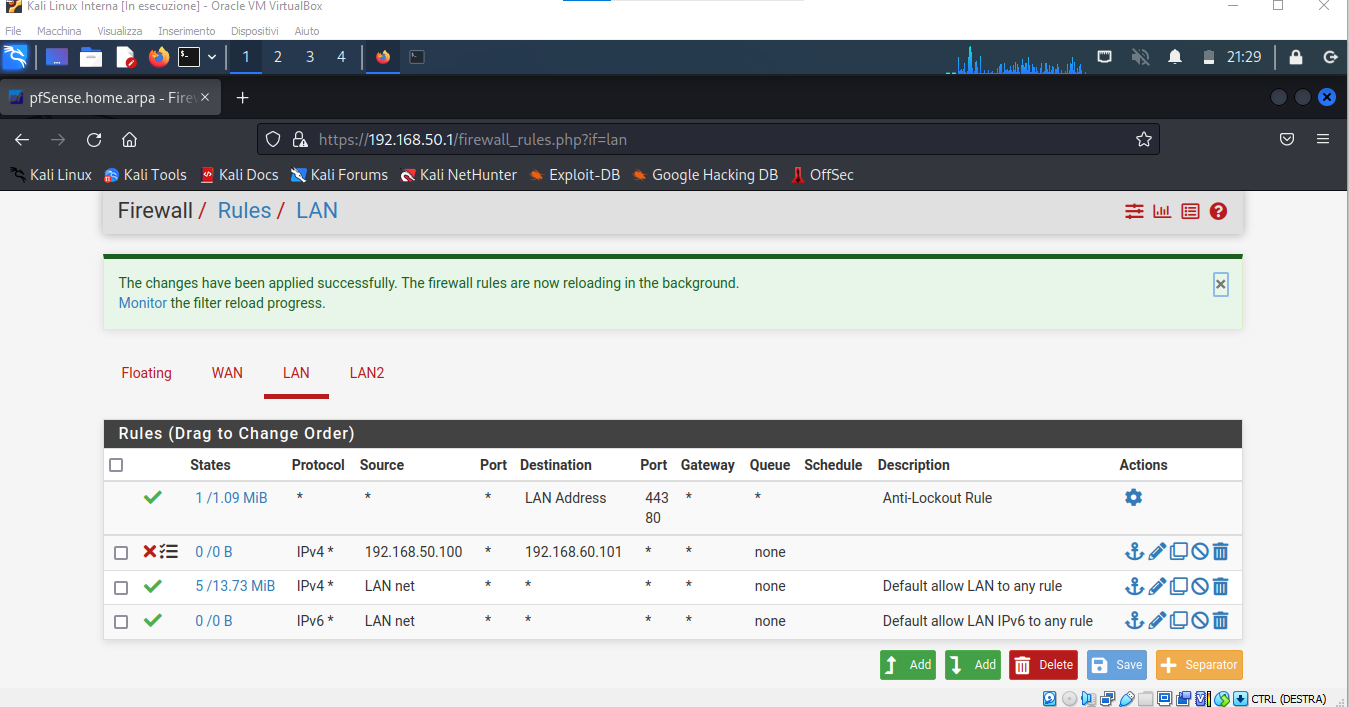 Kali Linux Interna [In esecuzione] - Oracle VM VirtualBox
File Macchina Visualizza Inserimento Dispositivi Aiuto
1 2 3 4 21:29
pfSense.home.arpa - Fire
https://192.168.50.1/firewall_rules.php?if=lan
Kali Linux Kali Tools Kali Docs Kali Forums Kali NetHunter Exploit-DB Google Hacking DB OffSec
Firewall / Rules / LAN
The changes have been applied successfully. The firewall rules are now reloading in the background.
Monitor the filter reload progress.
Floating WAN LAN LAN2
Rules (Drag to Change Order)
States Protocol Source Port Destination Port Gateway Queue Schedule Description Actions
1 /1.09 MiB * * * LAN Address 443 * * Anti-Lockout Rule
80
0 /0 B IPv4 * 192.168.50.100 * 192.168.60.101 * * none
5 /13.73 MiB IPv4 * LAN net * * * * none Default allow LAN to any rule
0 /0 B IPv6 * LAN net * * * * none Default allow LAN IPv6 to any rule
Add Add Delete Save Separator
CTRL (DESTRA)